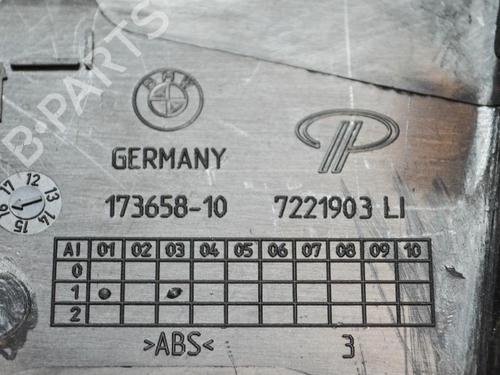 B-PARTS
BMW
GERMANY
173658-10 7221903 LI
12 13 14 15 16 17
AI 01 02 03 04 05 06 07 08 09 10
0
1
2
>ABS< 3